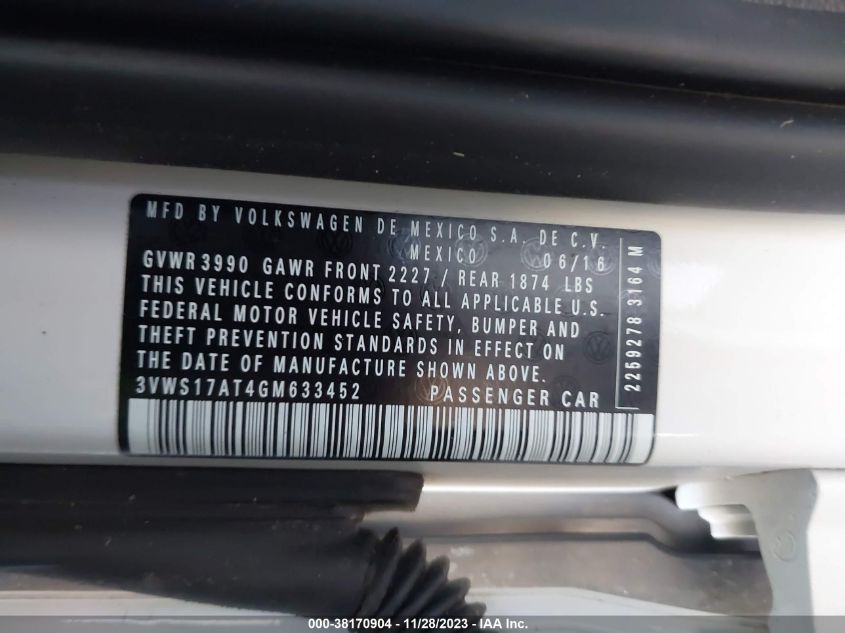 MFD BY VOLKSWAGEN DE MEXICO S.A. DE C.V.
MEXICO 06/16
GVWR 3990 GAWR FRONT 2227 / REAR 1874 LBS
THIS VEHICLE CONFORMS TO ALL APPLICABLE U.S.
FEDERAL MOTOR VEHICLE SAFETY, BUMPER AND
THEFT PREVENTION STANDARDS IN EFFECT ON
THE DATE OF MANUFACTURE SHOWN ABOVE.
3VWS17AT4GM633452 PASSENGER CAR
2259278 3164 M
000-38170904 - 11/28/2023 - IAA Inc.